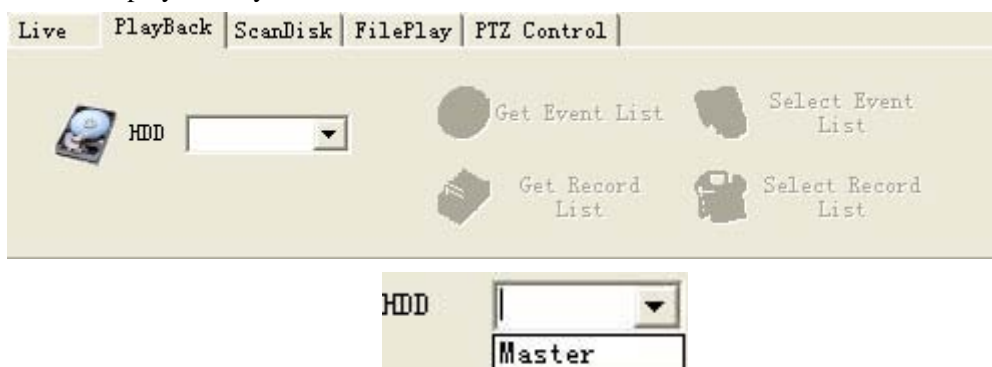 Live PlayBack ScanDisk FilePlay PTZ Control
HDD
Get Event List
Select Event
List
Get Record
List
Select Record
List
HDD
Master